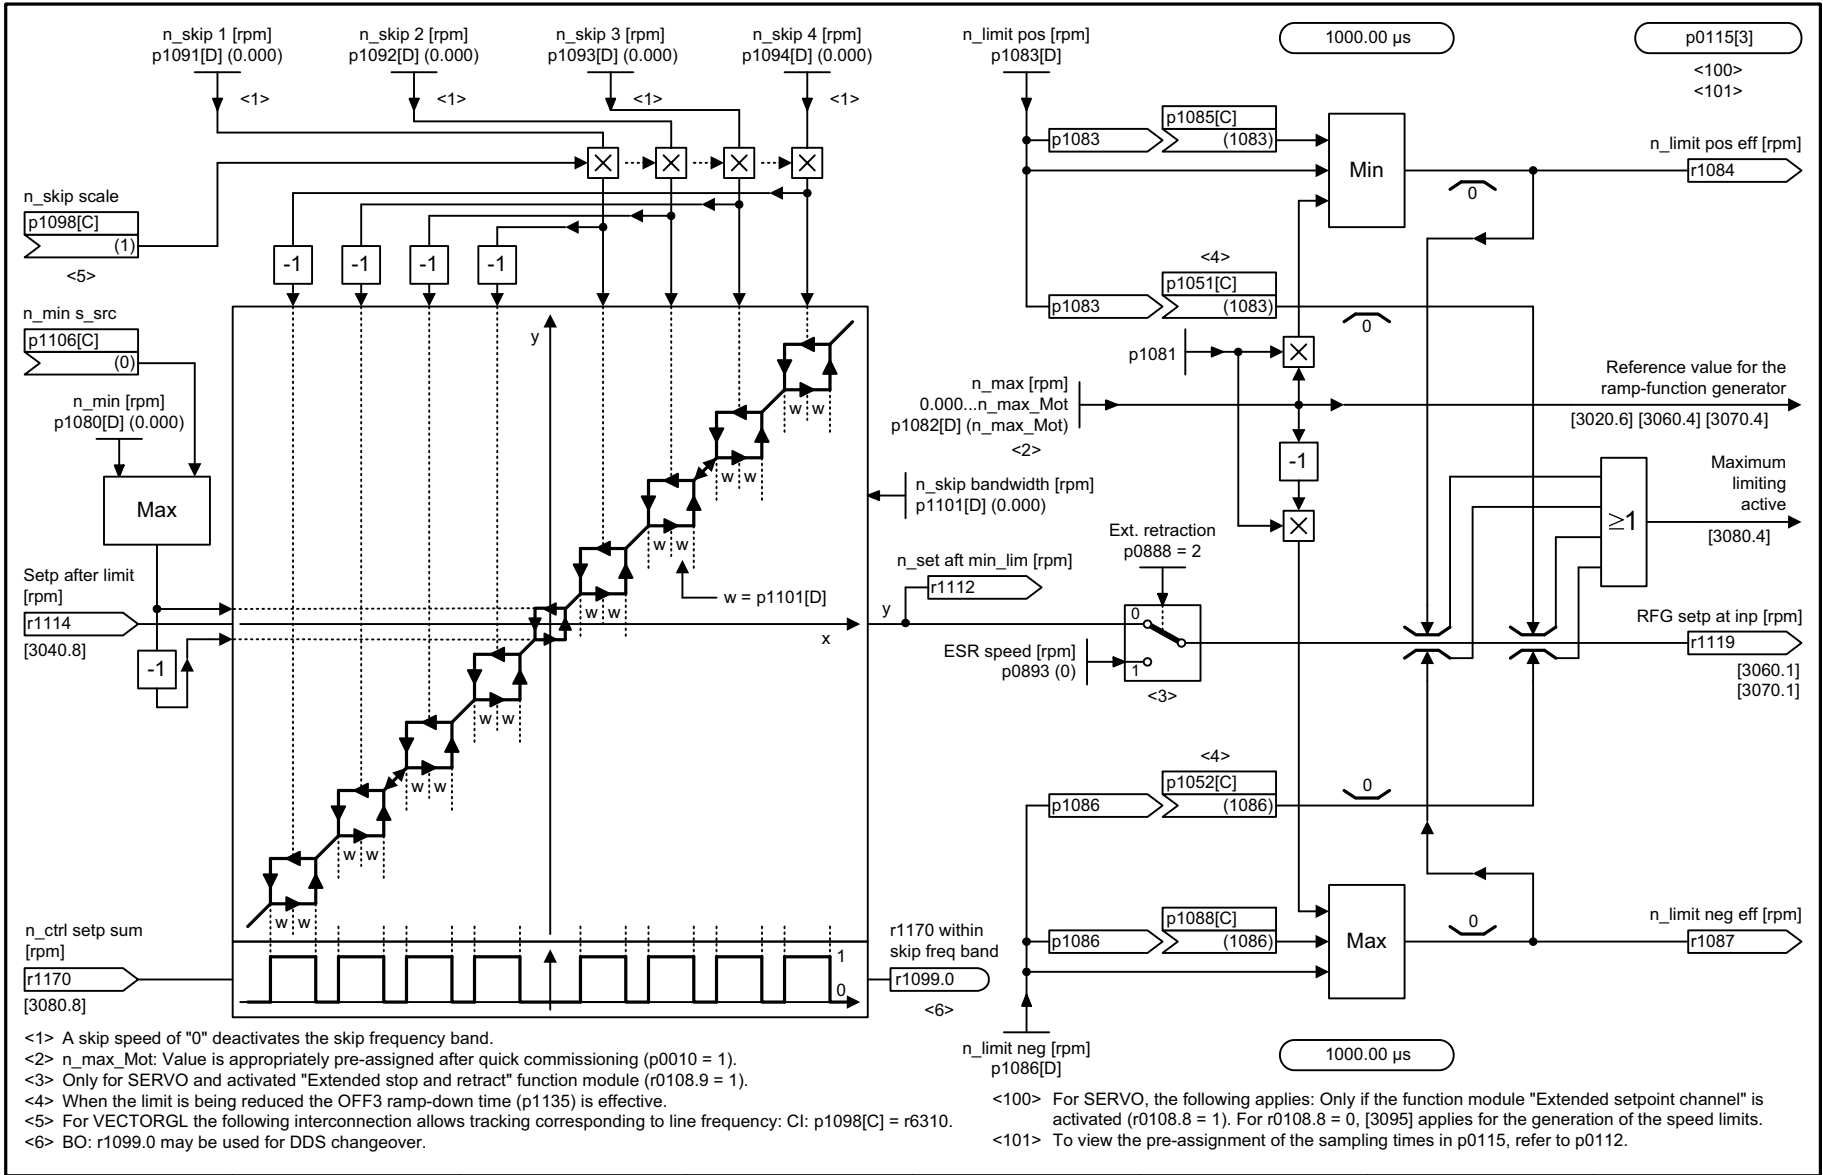 n_skip 1 [rpm]
p1091[D] (0.000)
<1>
n_skip 2 [rpm]
p1092[D] (0.000)
<1>
n_skip 3 [rpm]
p1093[D] (0.000)
<1>
n_skip 4 [rpm]
p1094[D] (0.000)
<1>
n_skip scale
p1098[C]
(1)
<5>
-1
-1
-1
-1
n_min s_src
p1106[C]
(0)
n_min [rpm]
p1080[D] (0.000)
Max
Setp after limit
[rpm]
r1114
[3040.8]
-1
y
x
w w
w w
w w
w w
w w
w w
w w
w w
w = p1101[D]
n_skip bandwidth [rpm]
p1101[D] (0.000)
n_ctrl setp sum
[rpm]
r1170
[3080.8]
1
0
r1170 within
skip freq band
r1099.0
<6>
y
n_set aft min_lim [rpm]
r1112
Ext. retraction
p0888 = 2
0
1
ESR speed [rpm]
p0893 (0)
<3>
n_limit pos [rpm]
p1083[D]
1000.00 µs
p0115[3]
<100>
<101>
p1083
p1085[C]
(1083)
Min
0
n_limit pos eff [rpm]
r1084
<4>
p1083
p1051[C]
(1083)
0
p1081
n_max [rpm]
0.000...n_max_Mot
p1082[D] (n_max_Mot)
<2>
-1
Reference value for the
ramp-function generator
[3020.6] [3060.4] [3070.4]
≥1
Maximum
limiting
active
[3080.4]
RFG setp at inp [rpm]
r1119
[3060.1]
[3070.1]
<4>
p1086
p1052[C]
(1086)
0
p1086
p1088[C]
(1086)
Max
0
n_limit neg eff [rpm]
r1087
n_limit neg [rpm]
p1086[D]
1000.00 µs
<1> A skip speed of "0" deactivates the skip frequency band.
<2> n_max_Mot: Value is appropriately pre-assigned after quick commissioning (p0010 = 1).
<3> Only for SERVO and activated "Extended stop and retract" function module (r0108.9 = 1).
<4> When the limit is being reduced the OFF3 ramp-down time (p1135) is effective.
<5> For VECTORGL the following interconnection allows tracking corresponding to line frequency: CI: p1098[C] = r6310.
<6> BO: r1099.0 may be used for DDS changeover.
<100> For SERVO, the following applies: Only if the function module "Extended setpoint channel" is
activated (r0108.8 = 1). For r0108.8 = 0, [3095] applies for the generation of the speed limits.
<101> To view the pre-assignment of the sampling times in p0115, refer to p0112.